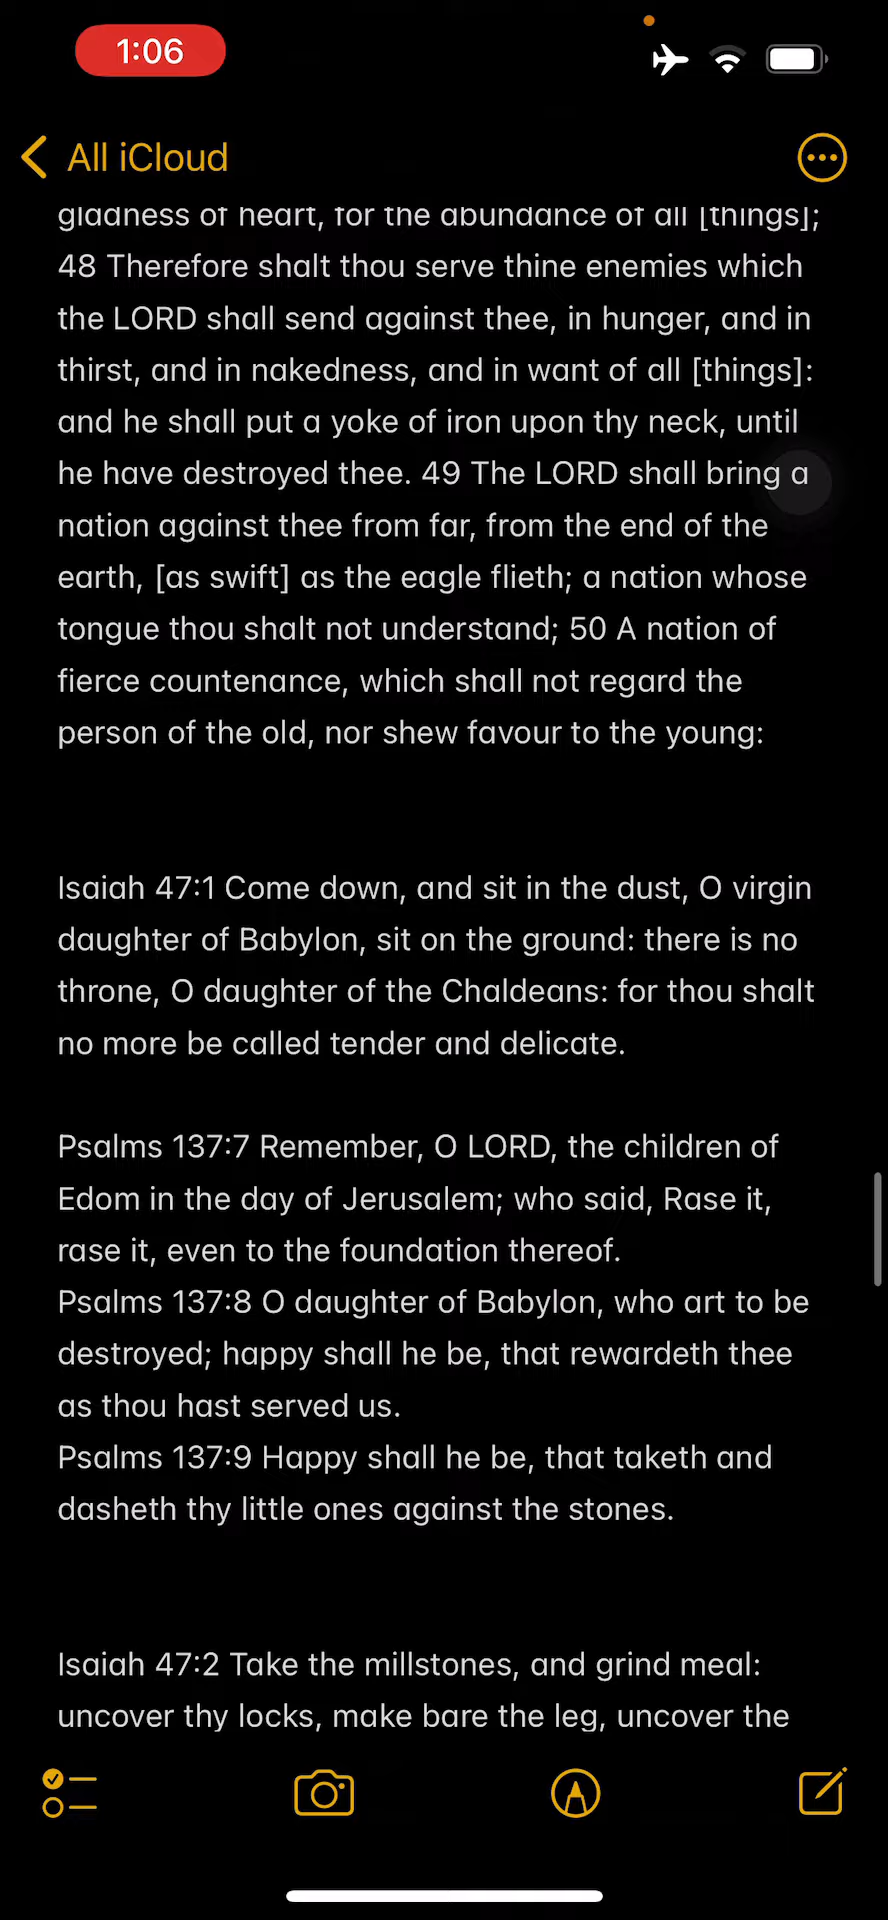 1:06
All iCloud
gladness of heart, for the abundance of all [things];
48 Therefore shalt thou serve thine enemies which
the LORD shall send against thee, in hunger, and in
thirst, and in nakedness, and in want of all [things]:
and he shall put a yoke of iron upon thy neck, until
he have destroyed thee. 49 The LORD shall bring a
nation against thee from far, from the end of the
earth, [as swift] as the eagle flieth; a nation whose
tongue thou shalt not understand; 50 A nation of
fierce countenance, which shall not regard the
person of the old, nor shew favour to the young:
Isaiah 47:1 Come down, and sit in the dust, O virgin
daughter of Babylon, sit on the ground: there is no
throne, O daughter of the Chaldeans: for thou shalt
no more be called tender and delicate.
Psalms 137:7 Remember, O LORD, the children of
Edom in the day of Jerusalem; who said, Rase it,
rase it, even to the foundation thereof.
Psalms 137:8 O daughter of Babylon, who art to be
destroyed; happy shall he be, that rewardeth thee
as thou hast served us.
Psalms 137:9 Happy shall he be, that taketh and
dasheth thy little ones against the stones.
Isaiah 47:2 Take the millstones, and grind meal:
uncover thy locks, make bare the leg, uncover the